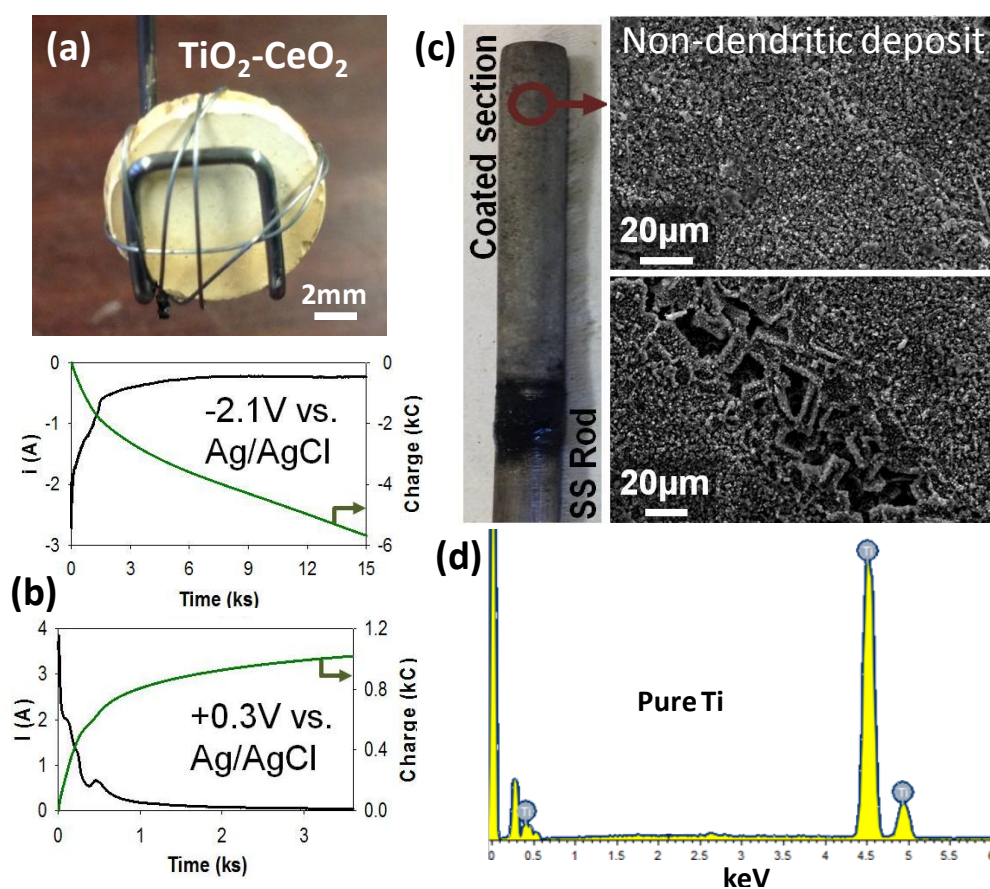 (a)
TiO2-CeO2
2mm
0
-1
-2
-3
I (A)
0
-2
-4
-6
Charge (kC)
-2.1V vs.
Ag/AgCl
0
3
6
9
12
15
Time (ks)
(b)
4
3
2
1
0
I (A)
1.2
0.9
0.4
0.0
Charge (kC)
+0.3V vs.
Ag/AgCl
0
1
2
3
Time (ks)
(c)
Coated section
SS Rod
Non-dendritic deposit
20μm
20μm
(d)
Ti
Pure Ti
Ti
Ti
0
0.5
1
1.5
2
2.5
3
3.5
4
4.5
5
5.5
6
keV